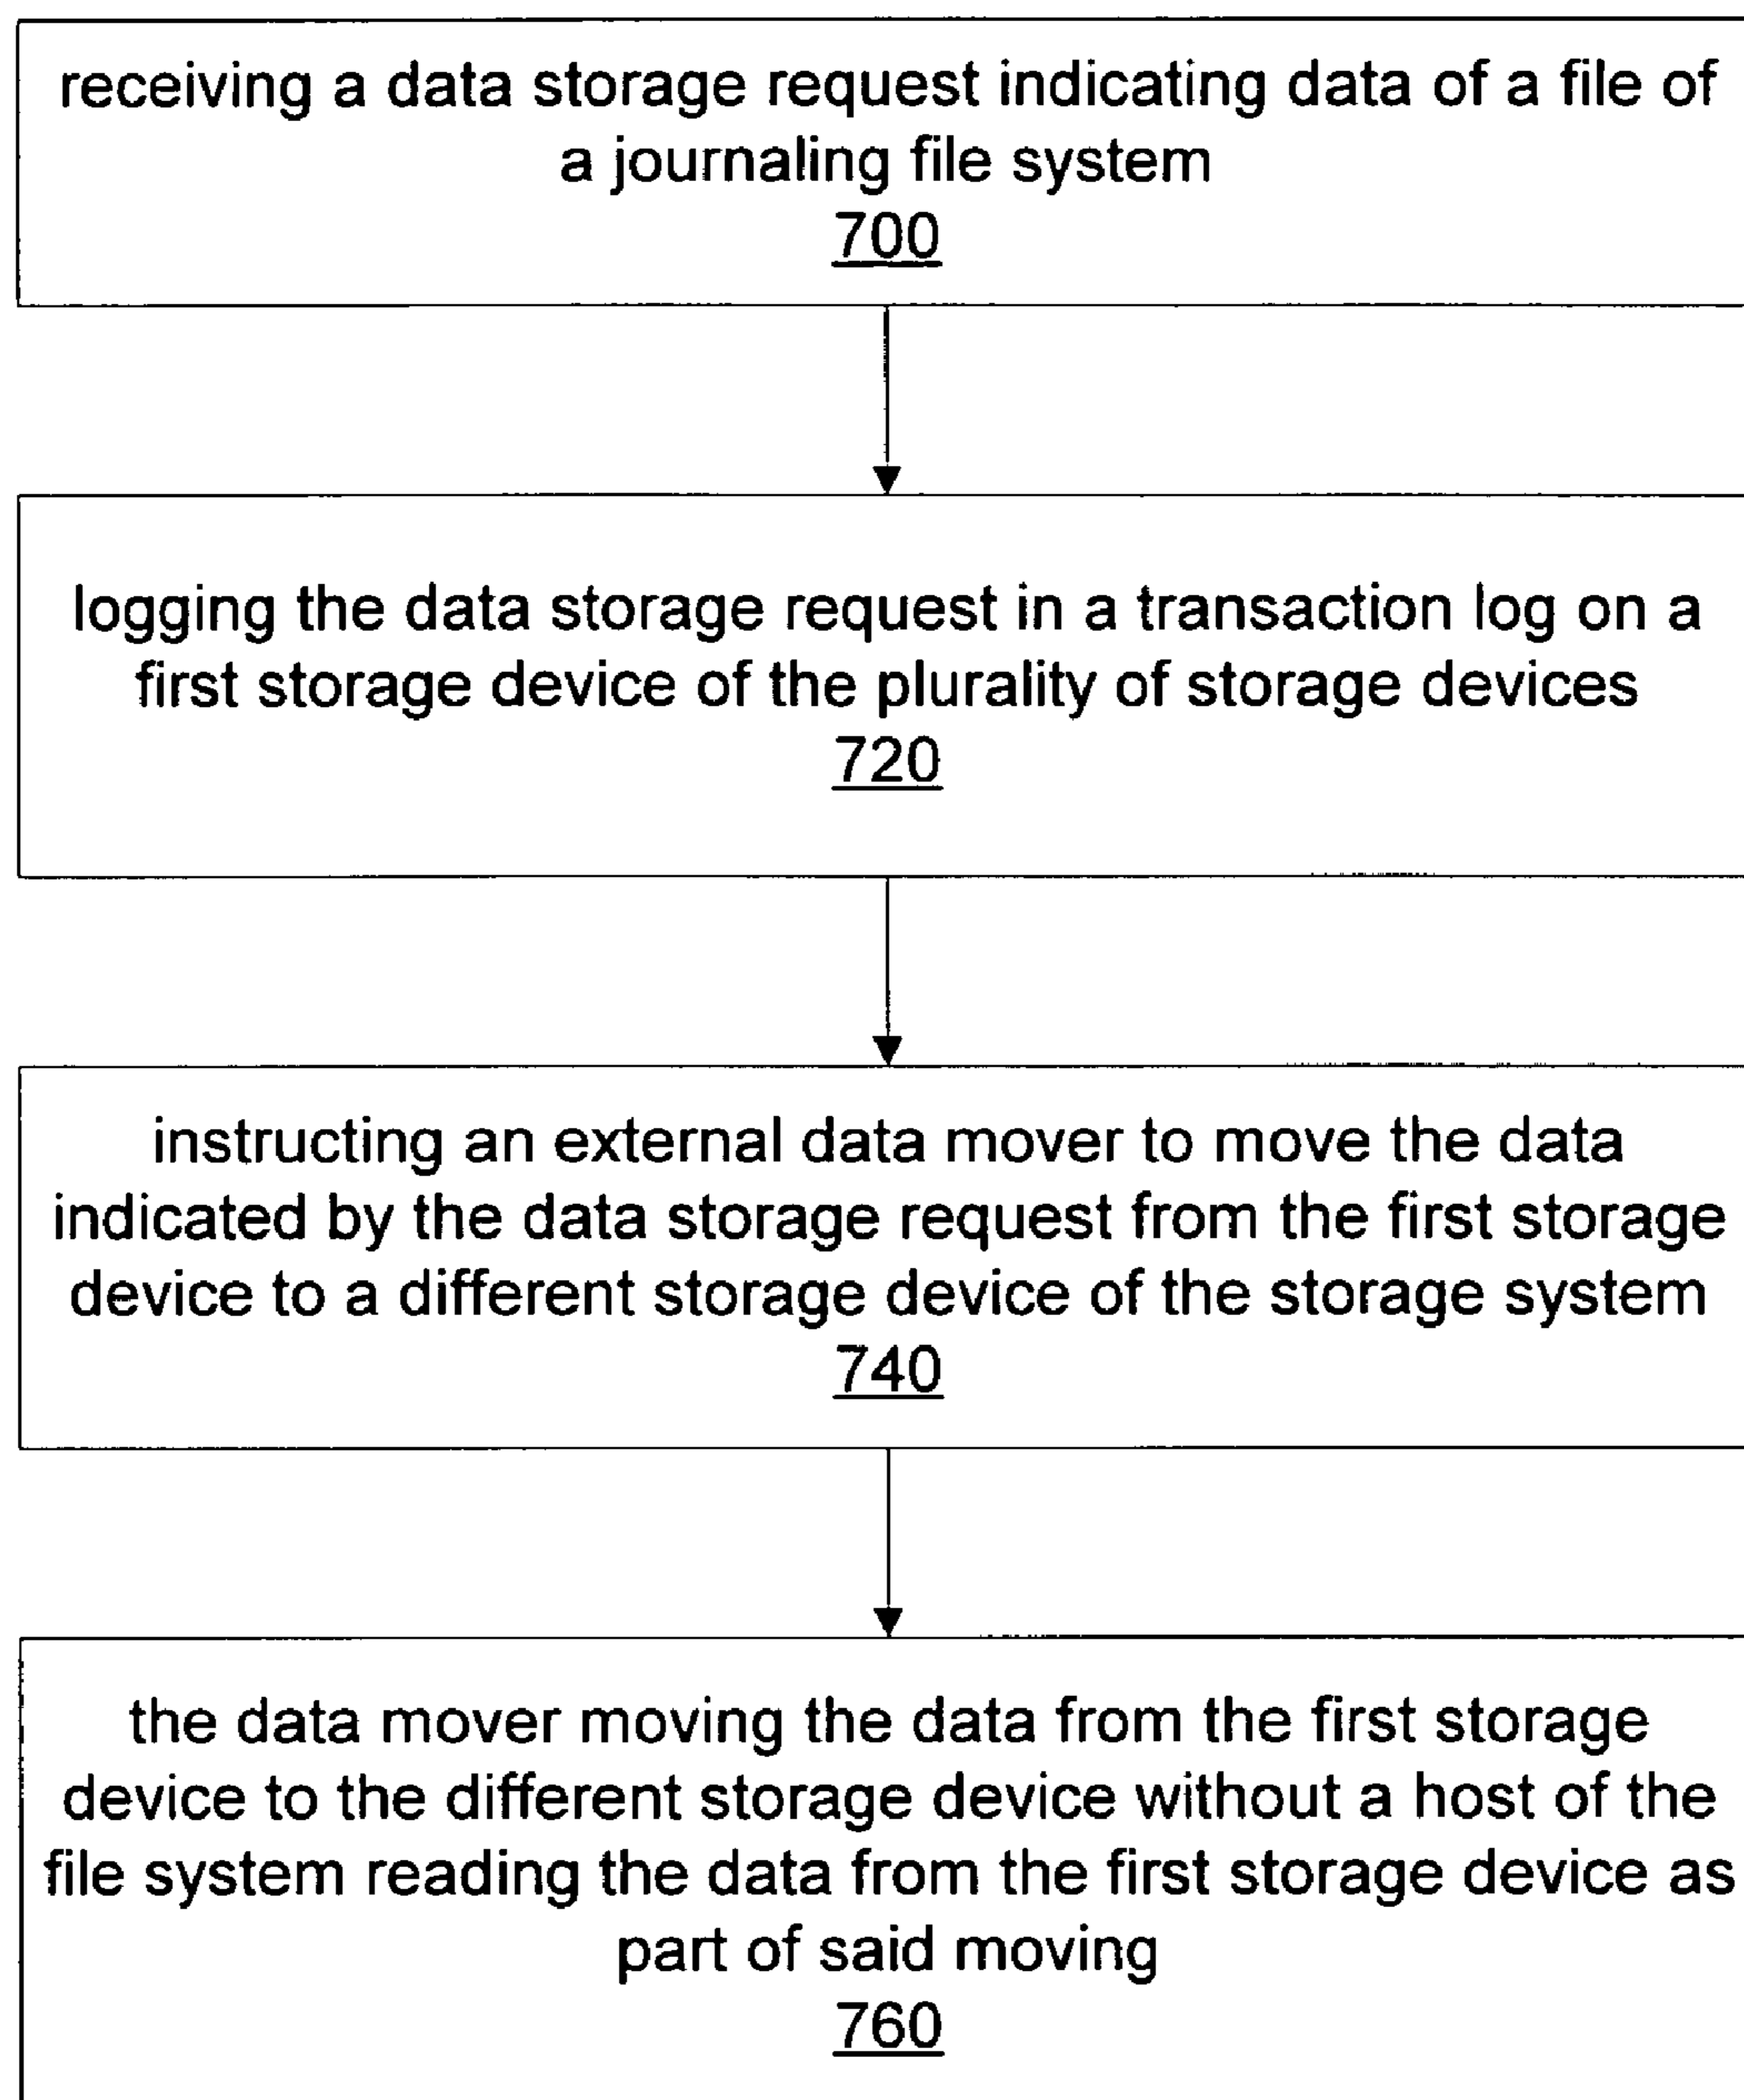 receiving a data storage request indicating data of a file of
a journaling file system
700
logging the data storage request in a transaction log on a
first storage device of the plurality of storage devices
720
instructing an external data mover to move the data
indicated by the data storage request from the first storage
device to a different storage device of the storage system
740
the data mover moving the data from the first storage
device to the different storage device without a host of the
file system reading the data from the first storage device as
part of said moving
760